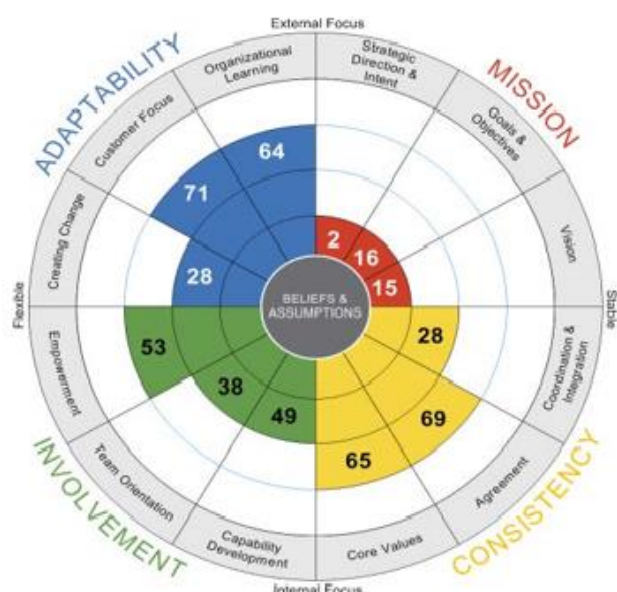 External Focus
ADAPTABILITY
MISSION
Organizational
Learning
Strategic
Direction &
Intent
Customer Focus
Goals &
Objectives
Creating Change
Vision
64
71
28
2
16
15
Flexible
BELIEFS &
ASSUMPTIONS
Stable
53
38
49
28
69
65
Empowerment
Coordination &
Integration
Team Orientation
Agreement
Capability
Development
Core Values
INVOLVEMENT
CONSISTENCY
Internal Focus